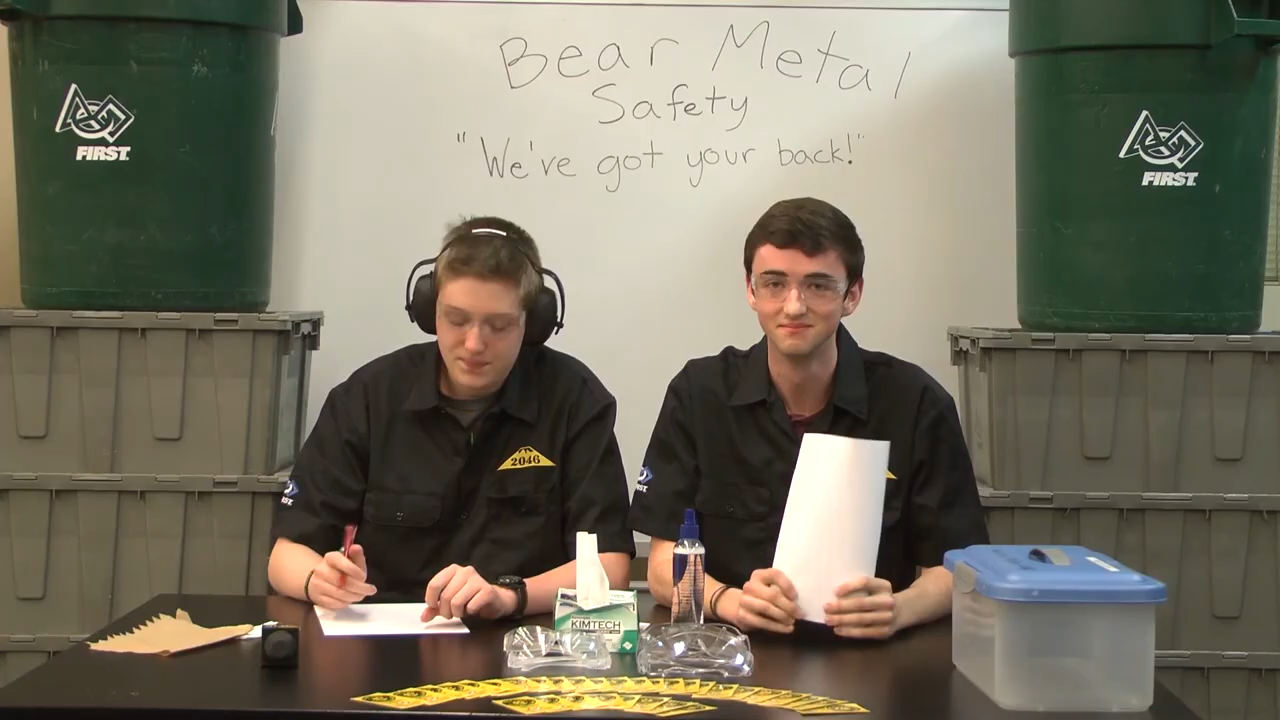 Bear Metal
Safety
"We've got your back!"
FIRST
FIRST
2046
KIMTECH